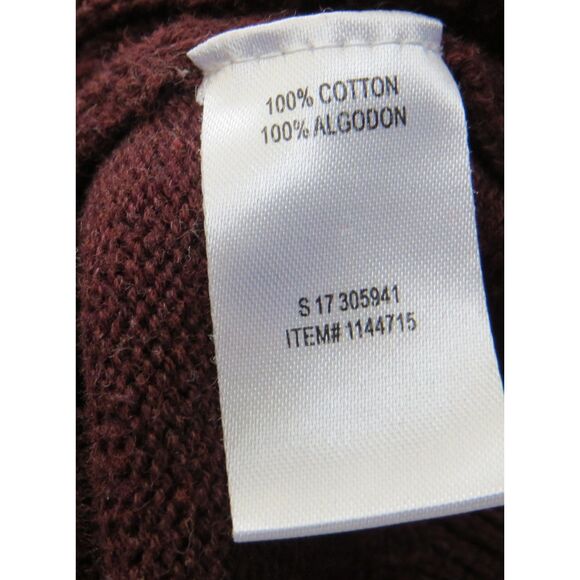 100% COTTON
100% ALGODON
S 17 305941
ITEM# 1144715